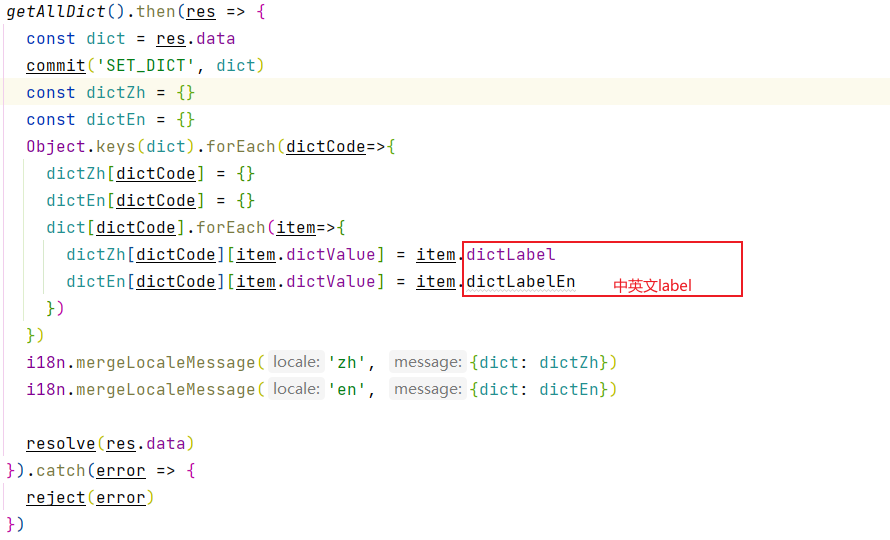 getAllDict().then(res => {
const dict = res.data
commit('SET_DICT', dict)
const dictZh = {}
const dictEn = {}
Object.keys(dict).forEach(dictCode=>{
dictZh[dictCode] = {}
dictEn[dictCode] = {}
dict[dictCode].forEach(item=>{
dictZh[dictCode][item.dictValue] = item.dictLabel
dictEn[dictCode][item.dictValue] = item.dictLabelEn 中英文label
})
})
i18n.mergeLocaleMessage( locale: 'zh', message: {dict: dictZh})
i18n.mergeLocaleMessage( locale: 'en', message: {dict: dictEn})
resolve(res.data)
}).catch(error => {
reject(error)
})